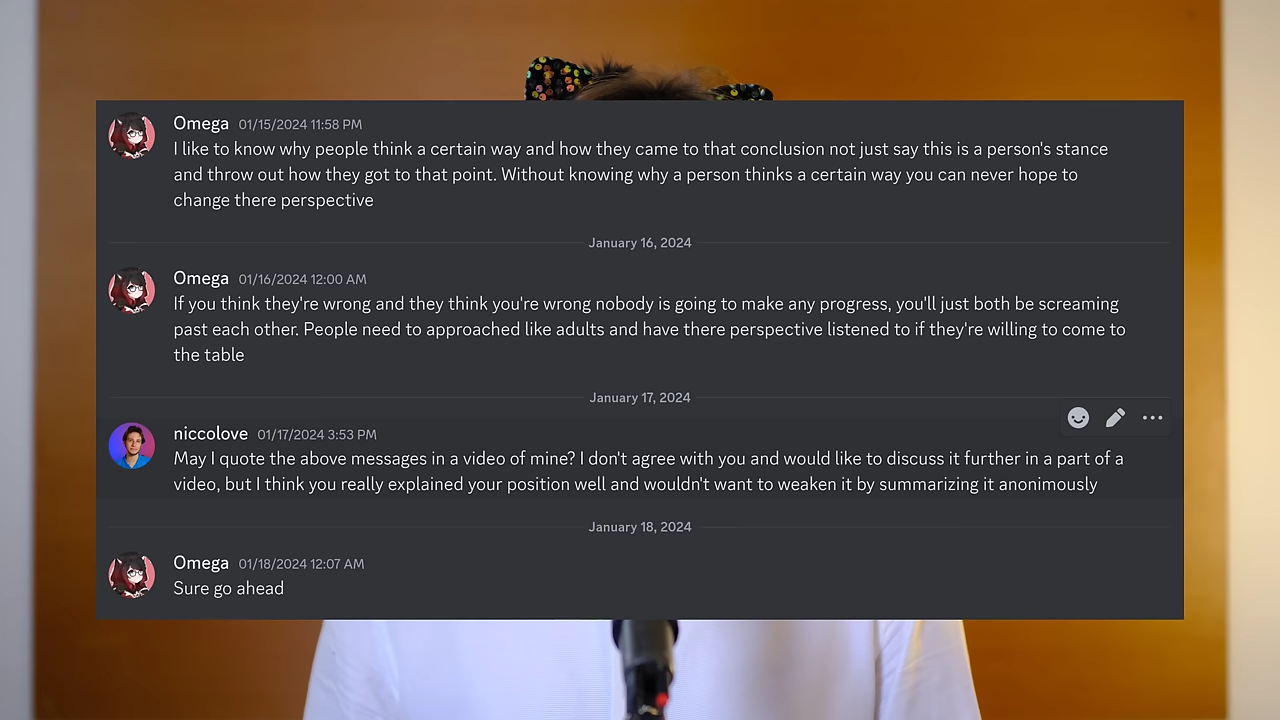 Omega 01/15/2024 11:58 PM
I like to know why people think a certain way and how they came to that conclusion not just say this is a person's stance
and throw out how they got to that point. Without knowing why a person thinks a certain way you can never hope to
change there perspective
January 16, 2024
Omega 01/16/2024 12:00 AM
If you think they're wrong and they think you're wrong nobody is going to make any progress, you'll just both be screaming
past each other. People need to approached like adults and have there perspective listened to if they're willing to come to
the table
January 17, 2024
niccolove 01/17/2024 3:53 PM
May I quote the above messages in a video of mine? I don't agree with you and would like to discuss it further in a part of a
video, but I think you really explained your position well and wouldn't want to weaken it by summarizing it anonimously
January 18, 2024
Omega 01/18/2024 12:07 AM
Sure go ahead